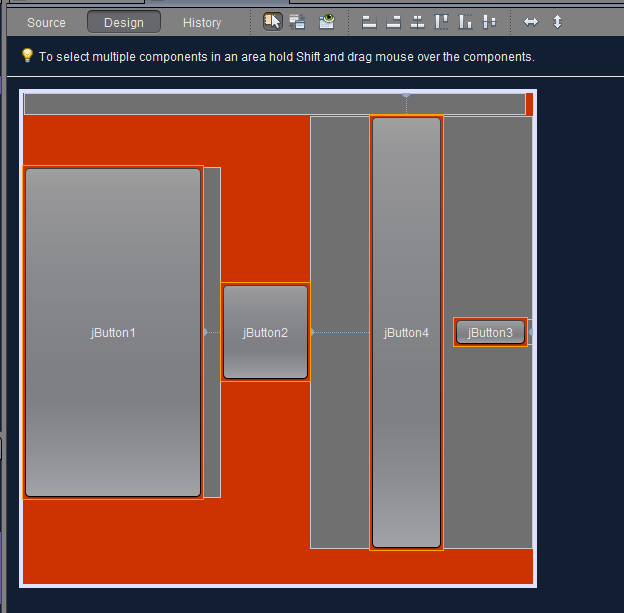 Source Design History
To select multiple components in an area hold Shift and drag mouse over the components.
jButton1 jButton2 jButton4 jButton3